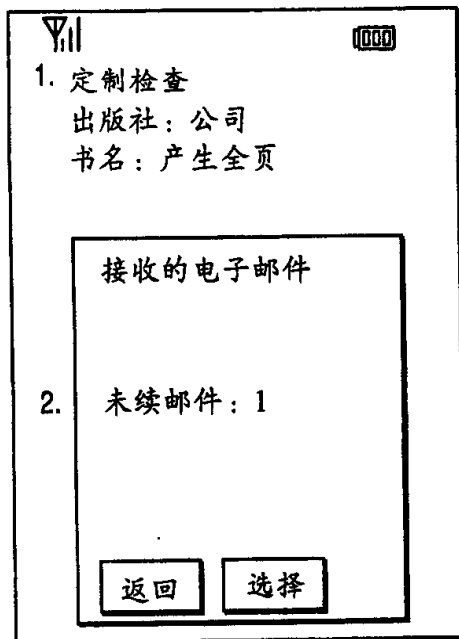 1. 定制检查
出版社：公司
书名：产生全页
接收的电子邮件
2. 未续邮件：1
返回 选择